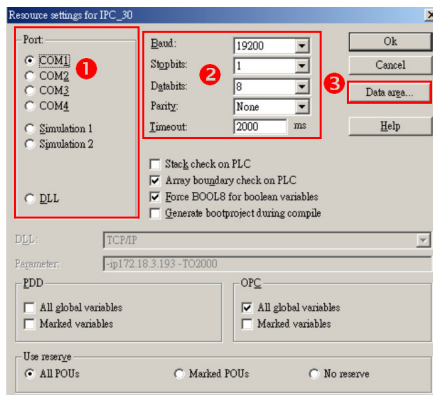 Resource settings for IPC_30
Port:
COM1
COM2
COM3
COM4
Simulation 1
Simulation 2
DLL
1
Baud: 19200
Stopbits: 1
Databits: 8
Parity: None
Timeout: 2000 ms
2
3
Ok
Cancel
Data area...
Help
Stack check on PLC
Array boundary check on PLC
Force BOOL8 for boolean variables
Generate bootproject during compile
DLL: TCP/IP
Parameter: -ip172.18.3.193 -TO2000
PDD
All global variables
Marked variables
OPC
All global variables
Marked variables
Use reserve
All POUs Marked POUs No reserve